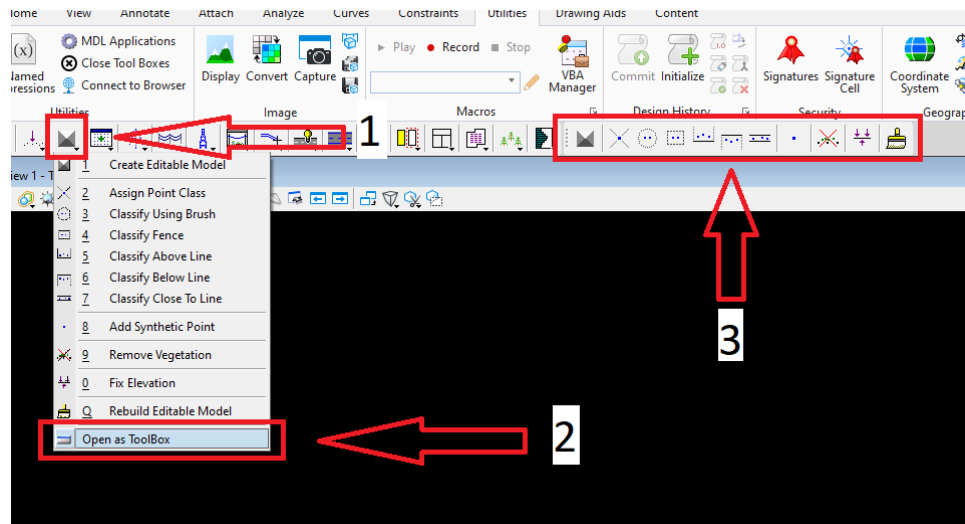 Home View Annotate Attach Analyze Curves Constraints Utilities Drawing Aids Content
MDL Applications
Close Tool Boxes
Connect to Browser
Display Convert Capture
Play Record Stop
VBA
Manager
Commit Initialize
Signatures Signature
Cell
Coordinate
System
Utilities Image Macros Design History Security
1
1 Create Editable Model
2 Assign Point Class
3 Classify Using Brush
4 Classify Fence
5 Classify Above Line
6 Classify Below Line
7 Classify Close To Line
8 Add Synthetic Point
9 Remove Vegetation
0 Fix Elevation
Q Rebuild Editable Model
Open as ToolBox
2
3